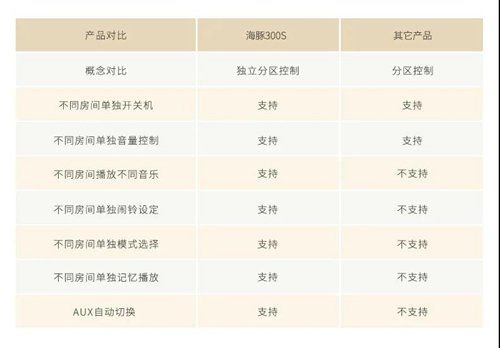 产品对比 海豚300S 其它产品
概念对比 独立分区控制 分区控制
不同房间单独开关机 支持 支持
不同房间单独音量控制 支持 支持
不同房间播放不同音乐 支持 不支持
不同房间单独闹铃设定 支持 不支持
不同房间单独模式选择 支持 不支持
不同房间单独记忆播放 支持 不支持
AUX自动切换 支持 不支持